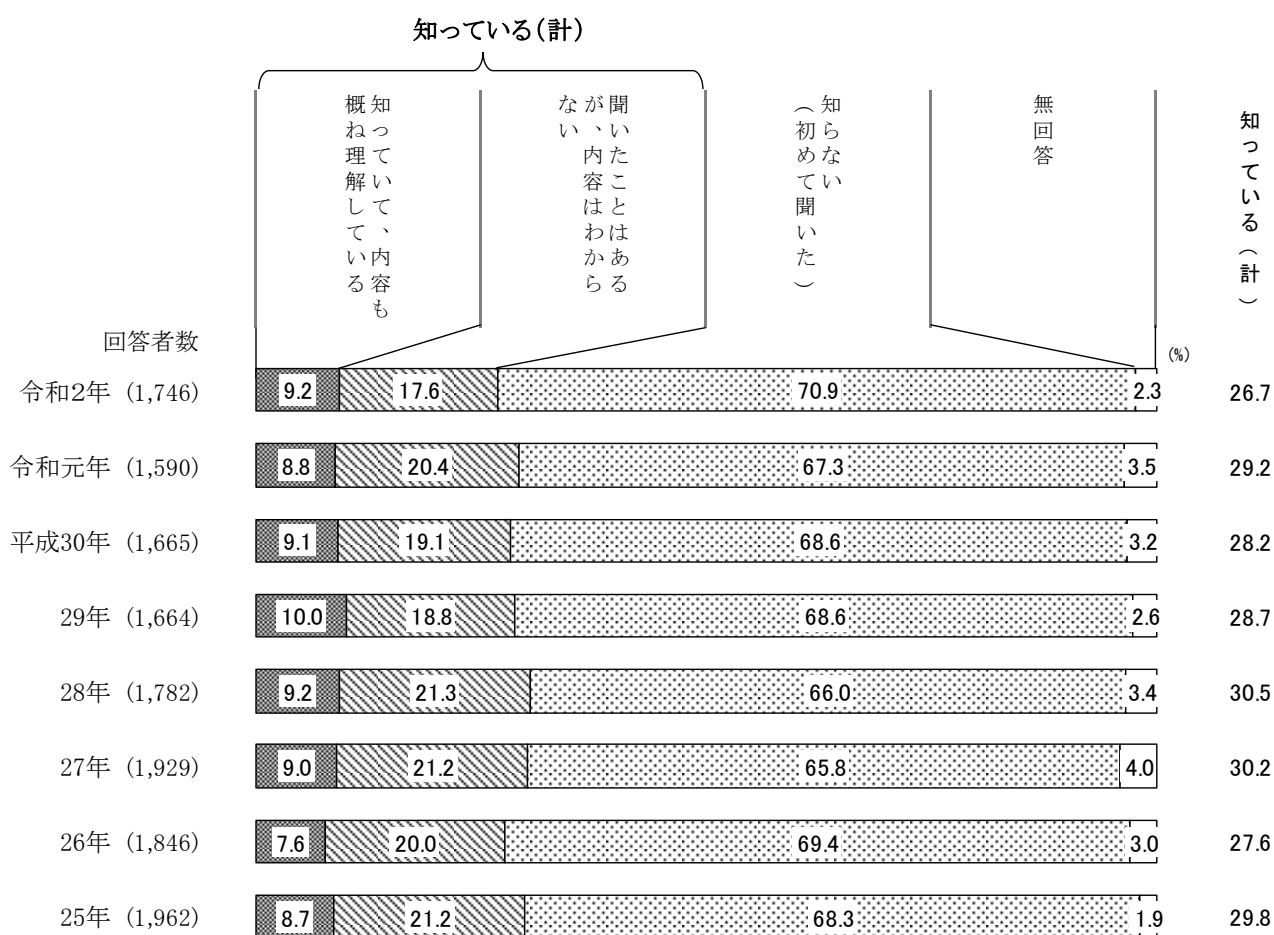 知っている(計)
知っていて、内容も
概ね理解している
聞いたことはある
が、内容はわから
ない
知らない
(初めて聞いた)
無回答
知っている(計)
回答者数
(%)
令和2年 (1,746) 9.2 17.6 70.9 2.3 26.7
令和元年 (1,590) 8.8 20.4 67.3 3.5 29.2
平成30年 (1,665) 9.1 19.1 68.6 3.2 28.2
29年 (1,664) 10.0 18.8 68.6 2.6 28.7
28年 (1,782) 9.2 21.3 66.0 3.4 30.5
27年 (1,929) 9.0 21.2 65.8 4.0 30.2
26年 (1,846) 7.6 20.0 69.4 3.0 27.6
25年 (1,962) 8.7 21.2 68.3 1.9 29.8